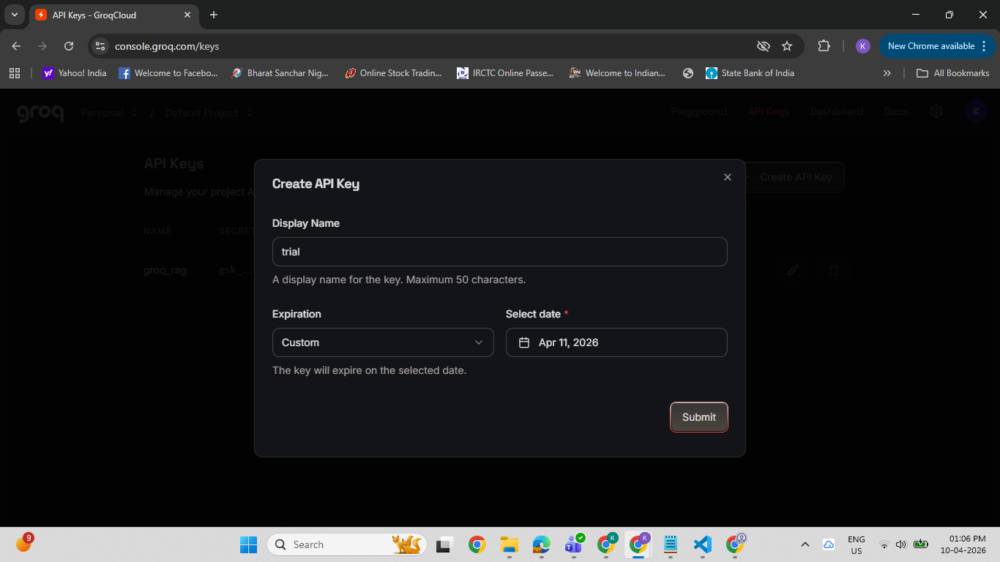 API Keys - GroqCloud
console.groq.com/keys
K
New Chrome available
Yahoo! India
Welcome to Facebo...
Bharat Sanchar Nig...
Online Stock Tradin...
IRCTC Online Passe...
Welcome to Indian...
State Bank of India
All Bookmarks
groq
Personal / Default Project
Playground
API Keys
Dashboard
Docs
K
API Keys
Create API Key
Manage your project A
NAME
SECRET
groq_rag
gsk_...
Create API Key
Display Name
trial
A display name for the key. Maximum 50 characters.
Expiration
Select date *
Custom
Apr 11, 2026
The key will expire on the selected date.
Submit
9
Search
K
K
ENG
US
01:06 PM
10-04-2026